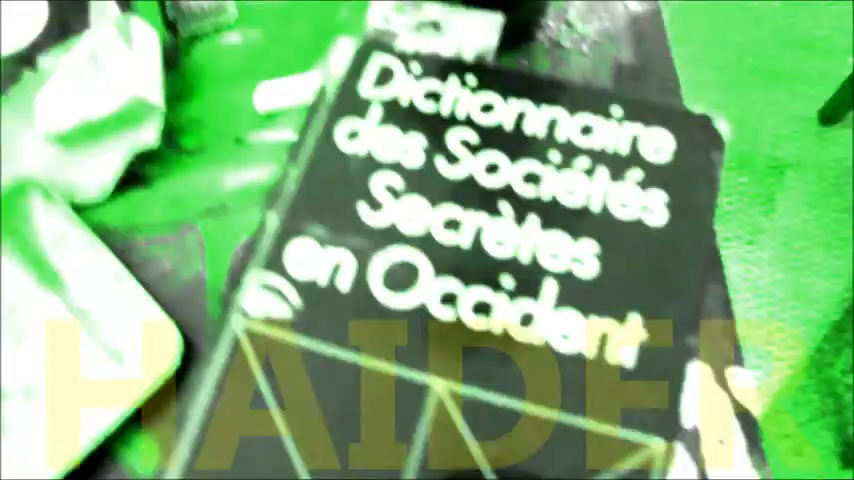 Dictionnaire
des Sociétés
Secrètes
en Occident
HAIDER